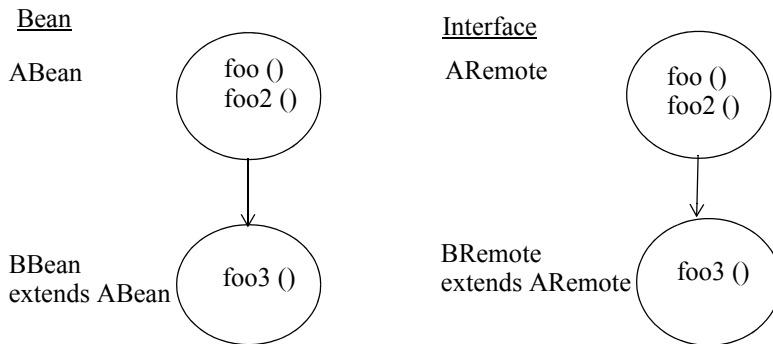 Bean
ABean
foo ()
foo2 ()
BBean
extends ABean
foo3 ()
Interface
ARemote
foo ()
foo2 ()
BRemote
extends ARemote
foo3 ()